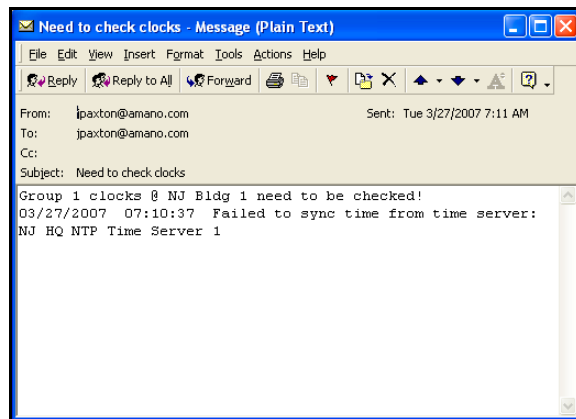 Need to check clocks - Message (Plain Text)
File Edit View Insert Format Tools Actions Help
Reply Reply to All Forward
From: jpaxton@amano.com Sent: Tue 3/27/2007 7:11 AM
To: jpaxton@amano.com
Cc:
Subject: Need to check clocks
Group 1 clocks @ NJ Bldg 1 need to be checked!
03/27/2007 07:10:37 Failed to sync time from time server:
NJ HQ NTP Time Server 1